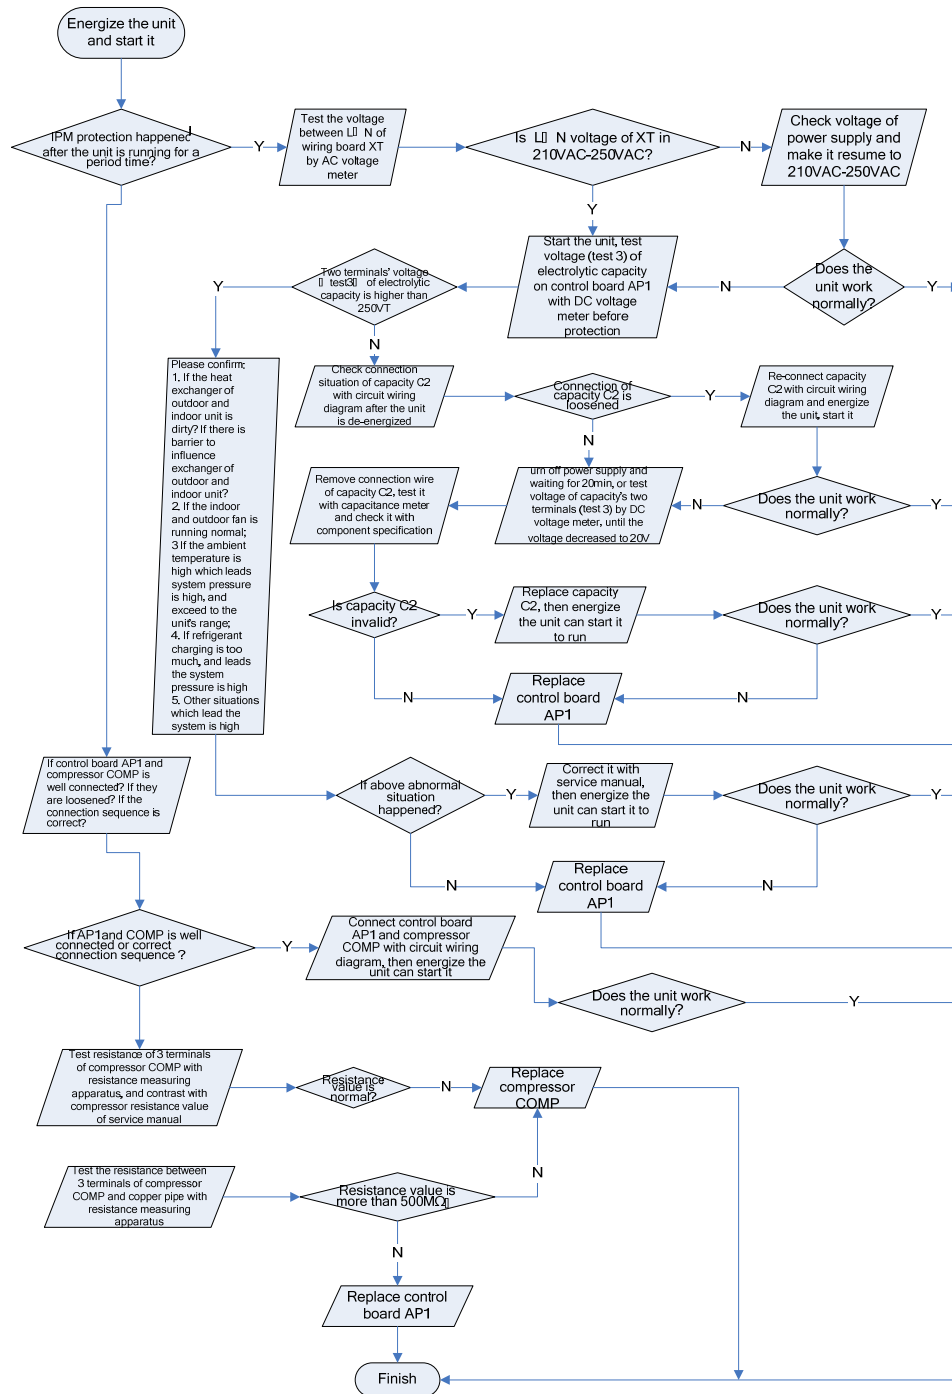 Energize the unit
and start it
IPM protection happened
after the unit is running for a
period time?
Y
Test the voltage
between L▯ N of
wiring board XT
by AC voltage
meter
Is L▯ N voltage of XT in
210VAC-250VAC?
N
Check voltage of
power supply and
make it resume to
210VAC-250VAC
Y
Start the unit, test
voltage (test 3) of
electrolytic capacity
on control board AP1
with DC voltage
meter before
protection
Does the
unit work
normally?
N
Y
Two terminals' voltage
▯ test3▯ of electrolytic
capacity is higher than
250VT
Y
N
Please confirm:
1. If the heat
exchanger of
outdoor and
indoor unit is
dirty? If there is
barrier to
influence
exchanger of
outdoor and
indoor unit?
2. If the indoor
and outdoor fan is
running normal;
3 If the ambient
temperature is
high which leads
system pressure
is high, and
exceed to the
unit's range;
4. If refrigerant
charging is too
much, and leads
the system
pressure is high
5. Other situations
which lead the
system is high
Check connection
situation of capacity C2
with circuit wiring
diagram after the unit
is de-energized
Connection of
capacity C2 is
loosened
Y
Re-connect capacity
C2 with circuit wiring
diagram and energize
the unit, start it
N
Remove connection wire
of capacity C2, test it
with capacitance meter
and check it with
component specification
urn off power supply and
waiting for 20min, or test
voltage of capacity's two
terminals (test 3) by DC
voltage meter, until the
voltage decreased to 20V
N
Does the unit work
normally?
Y
Is capacity C2
invalid?
Y
Replace capacity
C2, then energize
the unit can start it
to run
Does the unit work
normally?
Y
N
Replace
control board
AP1
N
If control board AP1 and
compressor COMP is
well connected? If they
are loosened? If the
connection sequence is
correct?
If above abnormal
situation
happened?
Y
Correct it with
service manual,
then energize the
unit can start it to
run
Does the unit work
normally?
Y
N
Replace
control board
AP1
N
If AP1and COMP is well
connected or correct
connection sequence ?
Y
Connect control board
AP1 and compressor
COMP with circuit wiring
diagram, then energize the
unit can start it
Does the unit work
normally?
Y
Test resistance of 3 terminals
of compressor COMP with
resistance measuring
apparatus, and contrast with
compressor resistance value
of service manual
Resistance
value is
normal?
N
Replace
compressor
COMP
Test the resistance between
3 terminals of compressor
COMP and copper pipe with
resistance measuring
apparatus
Resistance value is
more than 500MΩ▯
N
N
Replace control
board AP1
Finish